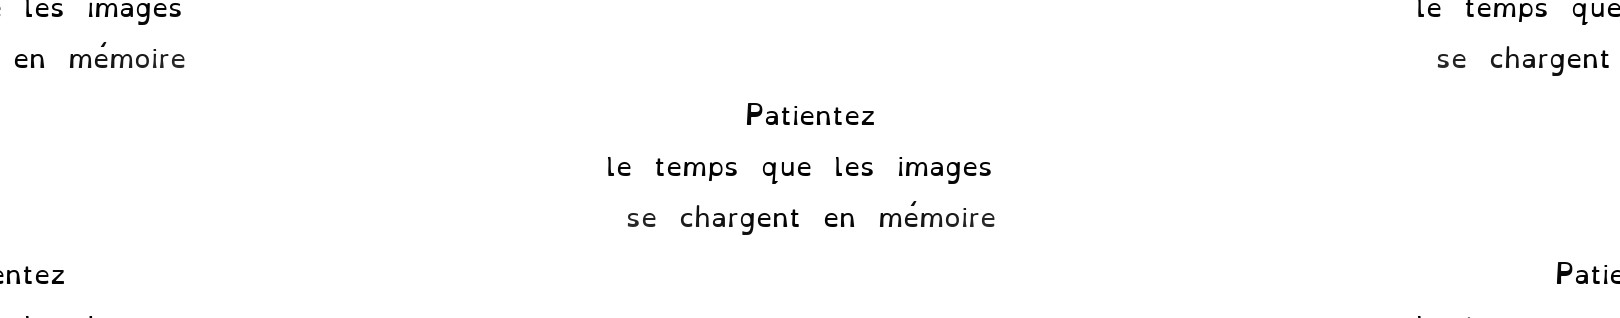 les images
le temps que
en mémoire
se chargent
Patientez
le temps que les images
se chargent en mémoire
entez
Patie